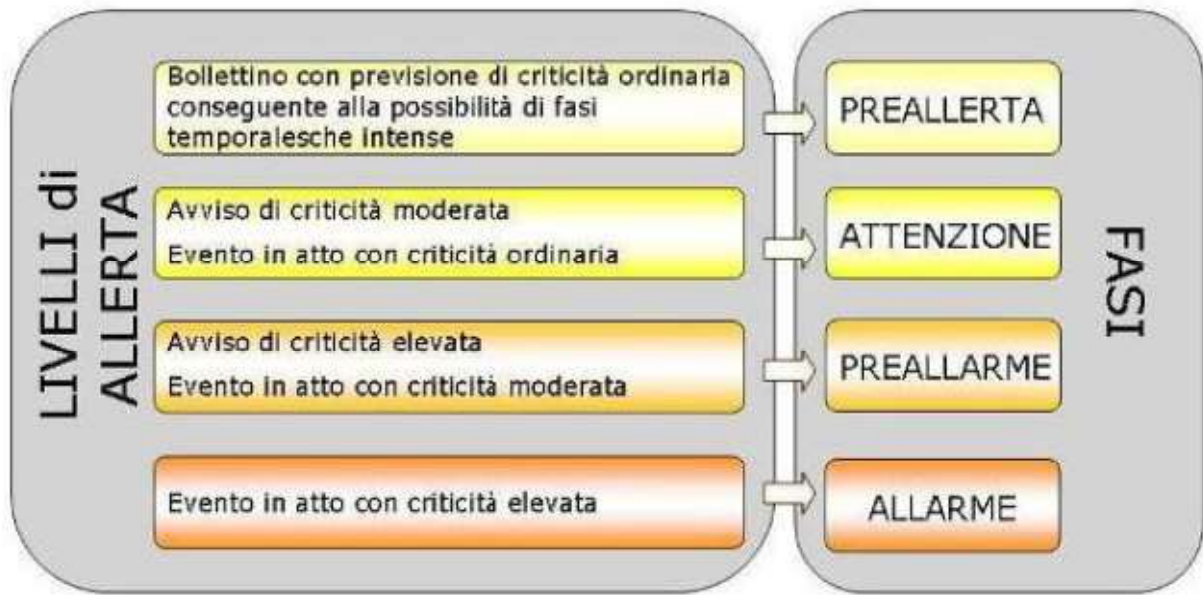 LIVELLI di
ALLERTA
Bollettino con previsione di criticità ordinaria
conseguente alla possibilità di fasi
temporalesche intense
PREALLERTA
Avviso di criticità moderata
Evento in atto con criticità ordinaria
ATTENZIONE
Avviso di criticità elevata
Evento in atto con criticità moderata
PREALLARME
Evento in atto con criticità elevata
ALLARME
FASI